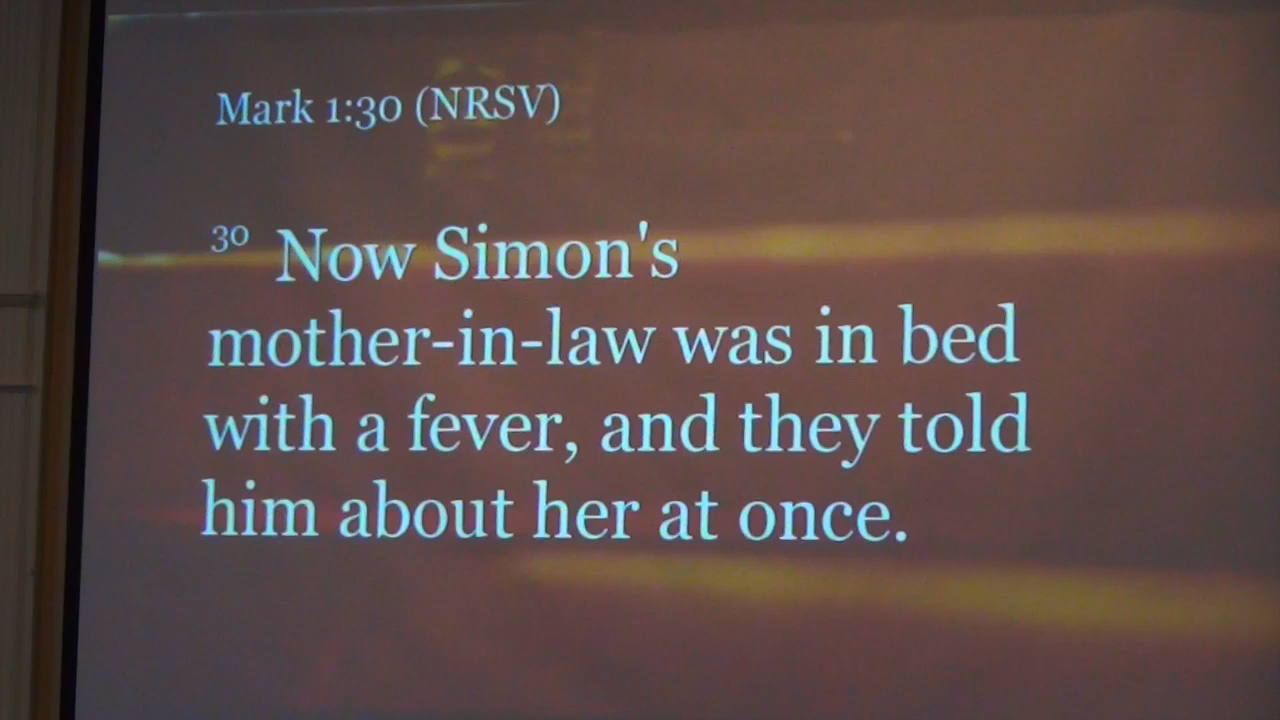 Mark 1:30 (NRSV)
30 Now Simon's
mother-in-law was in bed
with a fever, and they told
him about her at once.